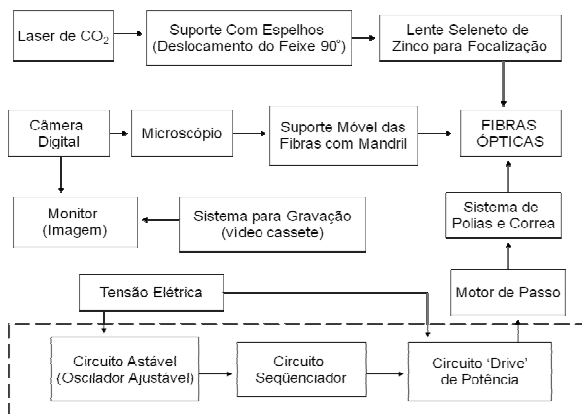 Laser de CO₂
Suporte Com Espelhos
(Deslocamento do Feixe 90°)
Lente Seleneto de
Zinco para Focalização
Câmera
Digital
Microscópio
Suporte Móvel das
Fibras com Mandril
FIBRAS
ÓPTICAS
Monitor
(Imagem)
Sistema para Gravação
(vídeo cassete)
Sistema de
Polias e Correa
Tensão Elétrica
Motor de Passo
Circuito Astável
(Oscilador Ajustável)
Circuito
Seqüenciador
Circuito 'Drive'
de Potência